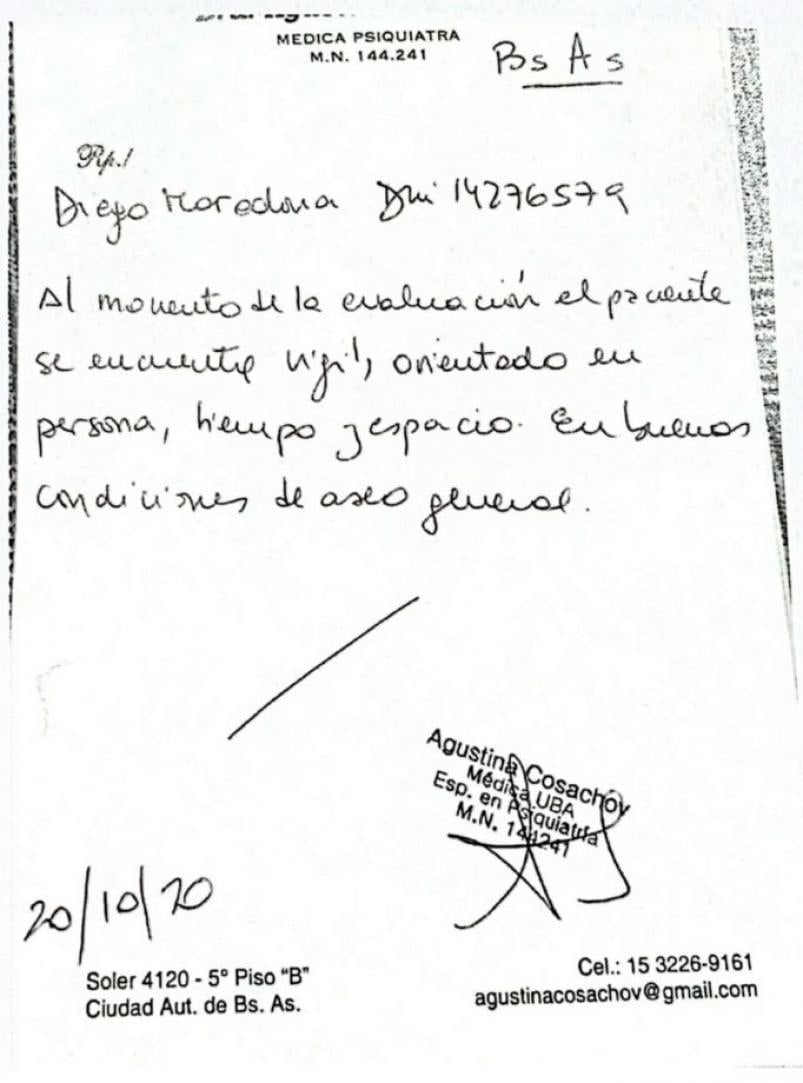 MEDICA PSIQUIATRA
M.N. 144.241
Bs As
Rp./
Diego Maradona DNI 14276579
Al momento de la evaluación el paciente
se encuentra vigil, orientado en
persona, tiempo y espacio. En buenas
condiciones de aseo general.
Agustina Cosachov
Médica UBA
Esp. en Psiquiatría
M.N. 144241
20/10/20
Soler 4120 - 5° Piso "B"
Ciudad Aut. de Bs. As.
Cel.: 15 3226-9161
agustinacosachov@gmail.com